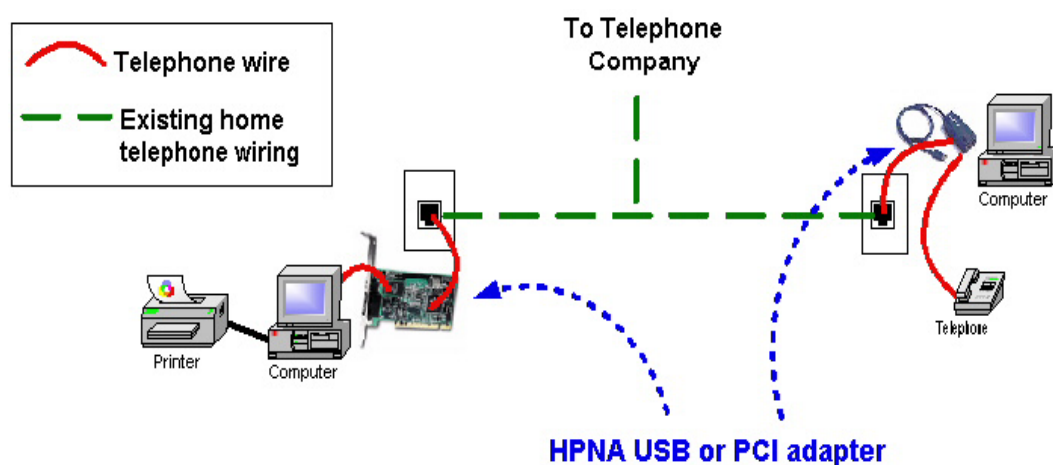 Telephone wire
Existing home
telephone wiring
To Telephone
Company
Computer
Telephone
Printer
Computer
HPNA USB or PCI adapter